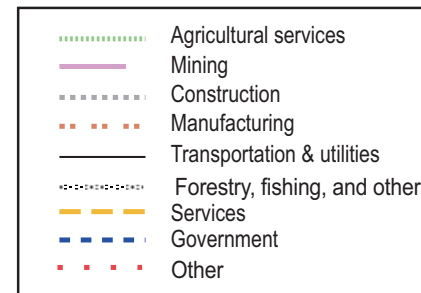 Agricultural services
Mining
Construction
Manufacturing
Transportation & utilities
Forestry, fishing, and other
Services
Government
Other